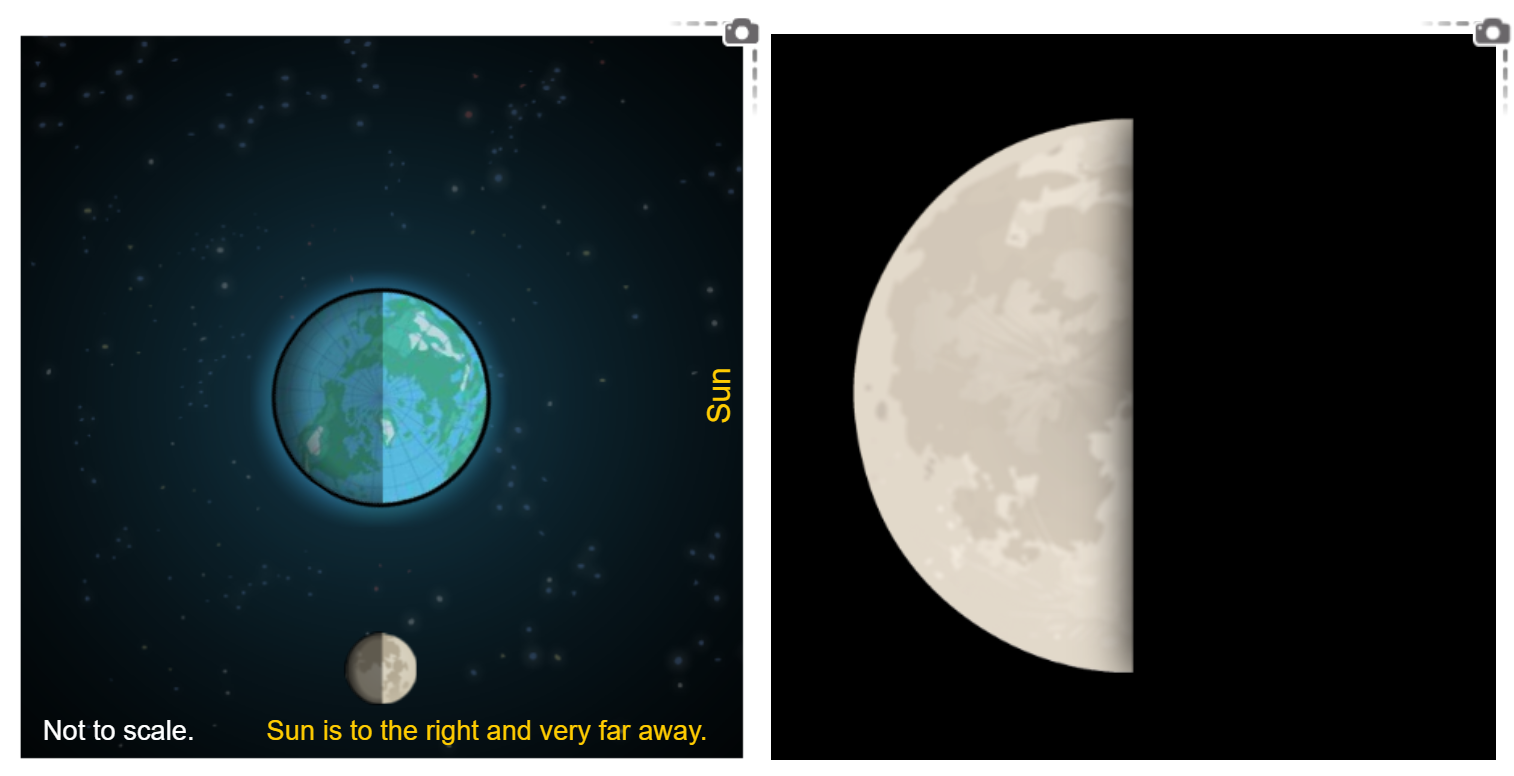 Sun
Not to scale.
Sun is to the right and very far away.